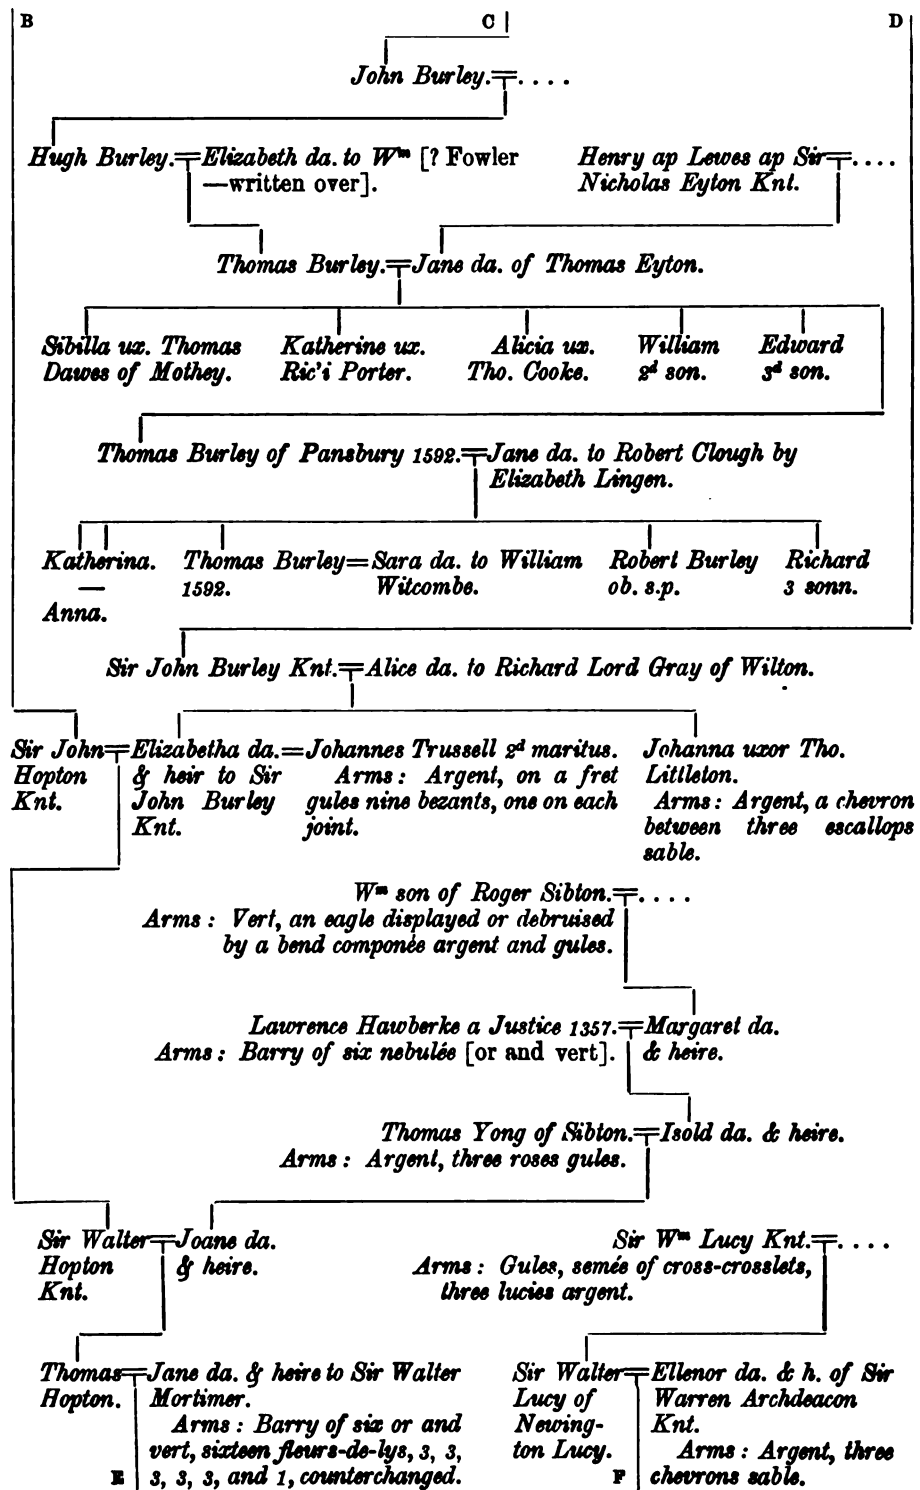 B C D
John Burley.=. . . .
Hugh Burley.=Elizabeth da. to Wᵐ [? Fowler
—written over].
Henry ap Lewes ap Sir=. . . .
Nicholas Eyton Knt.
Thomas Burley.=Jane da. of Thomas Eyton.
Sibilla ux. Thomas
Dawes of Mothey.
Katherine ux.
Ric'i Porter.
Alicia ux.
Tho. Cooke.
William
2ᵈ son.
Edward
3ᵈ son.
Thomas Burley of Pansbury 1592.=Jane da. to Robert Clough by
Elizabeth Lingen.
Katherina.
—
Anna.
Thomas Burley=Sara da. to William
1592. Witcombe.
Robert Burley
ob. s.p.
Richard
3 sonn.
Sir John Burley Knt.=Alice da. to Richard Lord Gray of Wilton.
Sir John=
Hopton
Knt.
Elizabetha da.=
& heir to Sir
John Burley
Knt.
Johannes Trussell 2ᵈ maritus.
Arms: Argent, on a fret
gules nine bezants, one on each
joint.
Johanna uxor Tho.
Littleton.
Arms: Argent, a chevron
between three escallops
sable.
Wᵐ son of Roger Sibton.=. . . .
Arms: Vert, an eagle displayed or debruised
by a bend componée argent and gules.
Lawrence Hawberke a Justice 1357.=Margaret da.
Arms: Barry of six nebulée [or and vert]. & heire.
Thomas Yong of Sibton.=Isold da. & heire.
Arms: Argent, three roses gules.
Sir Walter=Joane da.
Hopton & heire.
Knt.
Sir Wᵐ Lucy Knt.=. . . .
Arms: Gules, semée of cross-crosslets,
three lucies argent.
Thomas=
Hopton.
Jane da. & heire to Sir Walter
Mortimer.
Arms: Barry of six or and
vert, sixteen fleurs-de-lys, 3, 3,
3, 3, 3, and 1, counterchanged.
E
Sir Walter=
Lucy of
Newing-
ton Lucy.
Ellenor da. & h. of Sir
Warren Archdeacon
Knt.
Arms: Argent, three
chevrons sable.
F